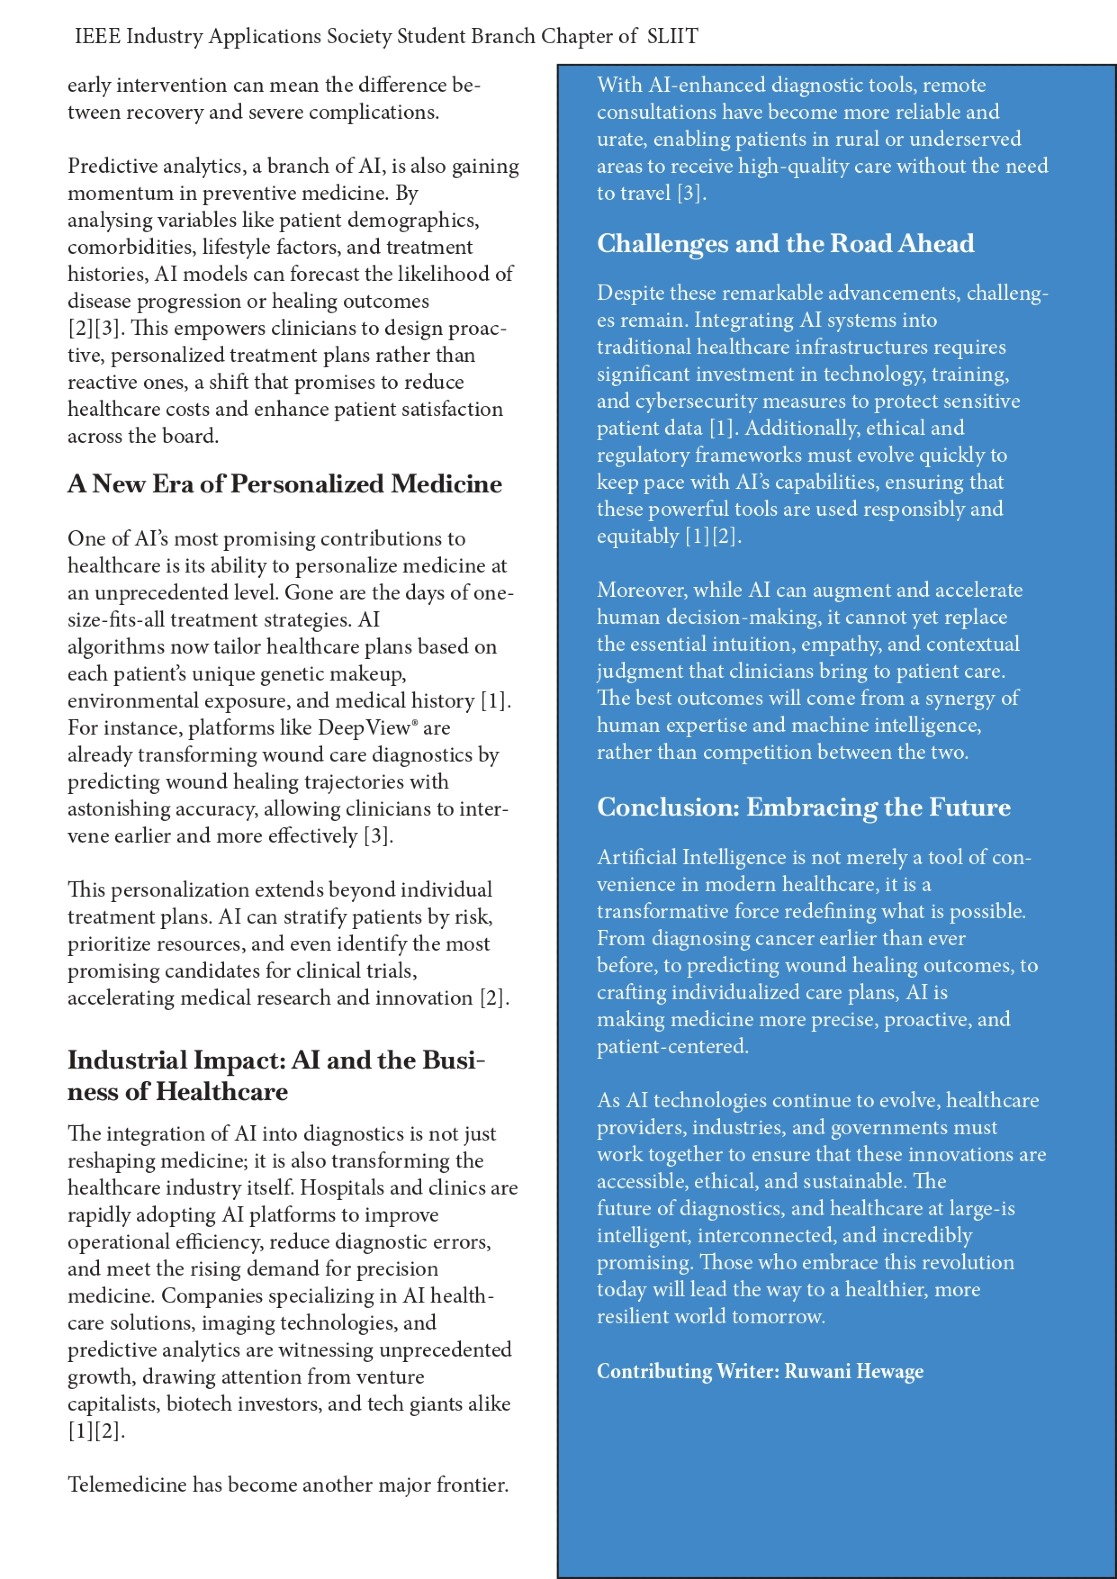 IEEE Industry Applications Society Student Branch Chapter of SLIIT
early intervention can mean the difference be-
tween recovery and severe complications.
Predictive analytics, a branch of AI, is also gaining
momentum in preventive medicine. By
analysing variables like patient demographics,
comorbidities, lifestyle factors, and treatment
histories, AI models can forecast the likelihood of
disease progression or healing outcomes
[2][3]. This empowers clinicians to design proac-
tive, personalized treatment plans rather than
reactive ones, a shift that promises to reduce
healthcare costs and enhance patient satisfaction
across the board.
A New Era of Personalized Medicine
One of AI's most promising contributions to
healthcare is its ability to personalize medicine at
an unprecedented level. Gone are the days of one-
size-fits-all treatment strategies. AI
algorithms now tailor healthcare plans based on
each patient's unique genetic makeup,
environmental exposure, and medical history [1].
For instance, platforms like DeepView® are
already transforming wound care diagnostics by
predicting wound healing trajectories with
astonishing accuracy, allowing clinicians to inter-
vene earlier and more effectively [3].
This personalization extends beyond individual
treatment plans. AI can stratify patients by risk,
prioritize resources, and even identify the most
promising candidates for clinical trials,
accelerating medical research and innovation [2].
Industrial Impact: AI and the Busi-
ness of Healthcare
The integration of AI into diagnostics is not just
reshaping medicine; it is also transforming the
healthcare industry itself. Hospitals and clinics are
rapidly adopting AI platforms to improve
operational efficiency, reduce diagnostic errors,
and meet the rising demand for precision
medicine. Companies specializing in AI health-
care solutions, imaging technologies, and
predictive analytics are witnessing unprecedented
growth, drawing attention from venture
capitalists, biotech investors, and tech giants alike
[1][2].
Telemedicine has become another major frontier.
With AI-enhanced diagnostic tools, remote
consultations have become more reliable and
urate, enabling patients in rural or underserved
areas to receive high-quality care without the need
to travel [3].
Challenges and the Road Ahead
Despite these remarkable advancements, challeng-
es remain. Integrating AI systems into
traditional healthcare infrastructures requires
significant investment in technology, training,
and cybersecurity measures to protect sensitive
patient data [1]. Additionally, ethical and
regulatory frameworks must evolve quickly to
keep pace with AI's capabilities, ensuring that
these powerful tools are used responsibly and
equitably [1][2].
Moreover, while AI can augment and accelerate
human decision-making, it cannot yet replace
the essential intuition, empathy, and contextual
judgment that clinicians bring to patient care.
The best outcomes will come from a synergy of
human expertise and machine intelligence,
rather than competition between the two.
Conclusion: Embracing the Future
Artificial Intelligence is not merely a tool of con-
venience in modern healthcare, it is a
transformative force redefining what is possible.
From diagnosing cancer earlier than ever
before, to predicting wound healing outcomes, to
crafting individualized care plans, AI is
making medicine more precise, proactive, and
patient-centered.
As AI technologies continue to evolve, healthcare
providers, industries, and governments must
work together to ensure that these innovations are
accessible, ethical, and sustainable. The
future of diagnostics, and healthcare at large-is
intelligent, interconnected, and incredibly
promising. Those who embrace this revolution
today will lead the way to a healthier, more
resilient world tomorrow.
Contributing Writer: Ruwani Hewage